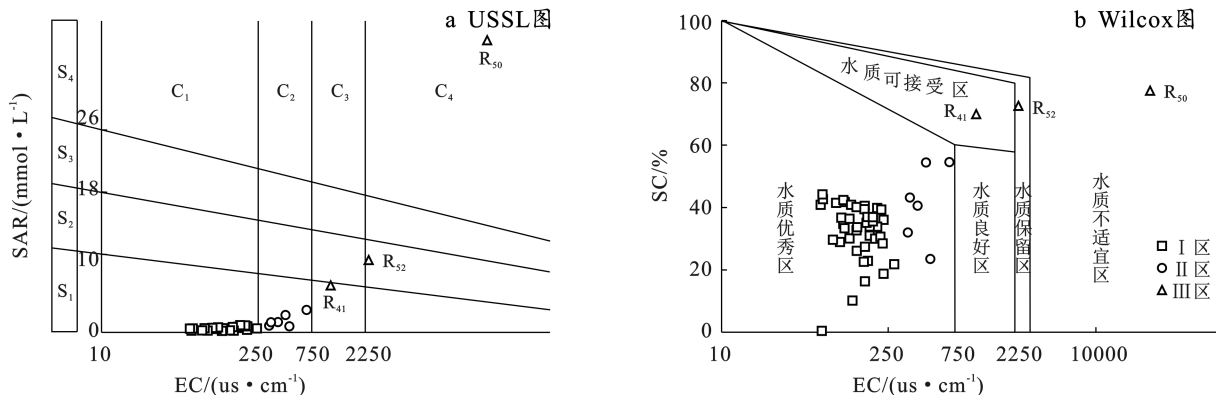 a USSL图
SAR/(mmol·L⁻¹)
S₄
S₃
S₂
S₁
26
18
10
0
C₁
C₂
C₃
C₄
R₅₀
R₅₂
R₄₁
10
250
750
2250
EC/(us·cm⁻¹)
b Wilcox图
SC/%
100
80
60
40
20
0
水质可接受区
R₄₁
R₅₂
R₅₀
水质优秀区
水质良好区
水质保留区
水质不适宜区
I区
II区
III区
10
250
750
2250
10000
EC/(us·cm⁻¹)